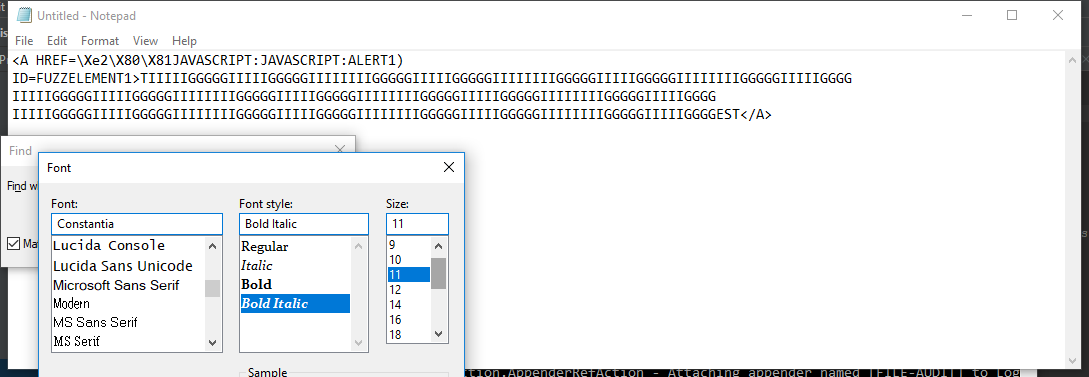 Untitled - Notepad
File Edit Format View Help
<A HREF=\Xe2\X80\X81JAVASCRIPT:JAVASCRIPT:ALERT1)
ID=FUZZELEMENT1>TIIIIIGGGGGIIIIIGGGGGIIIIIIIIGGGGGIIIIIGGGGGIIIIIIIIGGGGGIIIIIGGGGGIIIIIIIIGGGGGIIIIIGGGG
IIIIIGGGGGIIIIIGGGGGIIIIIIIIGGGGGIIIIIGGGGGIIIIIIIIGGGGGIIIIIGGGGGIIIIIIIIGGGGGIIIIIGGGG
IIIIIGGGGGIIIIIGGGGGIIIIIIIIGGGGGIIIIIGGGGGIIIIIIIIGGGGGIIIIIGGGGGIIIIIIIIGGGGGIIIIIGGGGEST</A>
Find
Find w
Ma
Font
Font: Font style: Size:
Constantia Bold Italic 11
Lucida Console
Lucida Sans Unicode
Microsoft Sans Serif
Modern
MS Sans Serif
MS Serif
Regular
Italic
Bold
Bold Italic
9
10
11
12
14
16
18
Sample
ction.AppenderRefAction - Attaching appender named [FILE-AUDIT] to Log